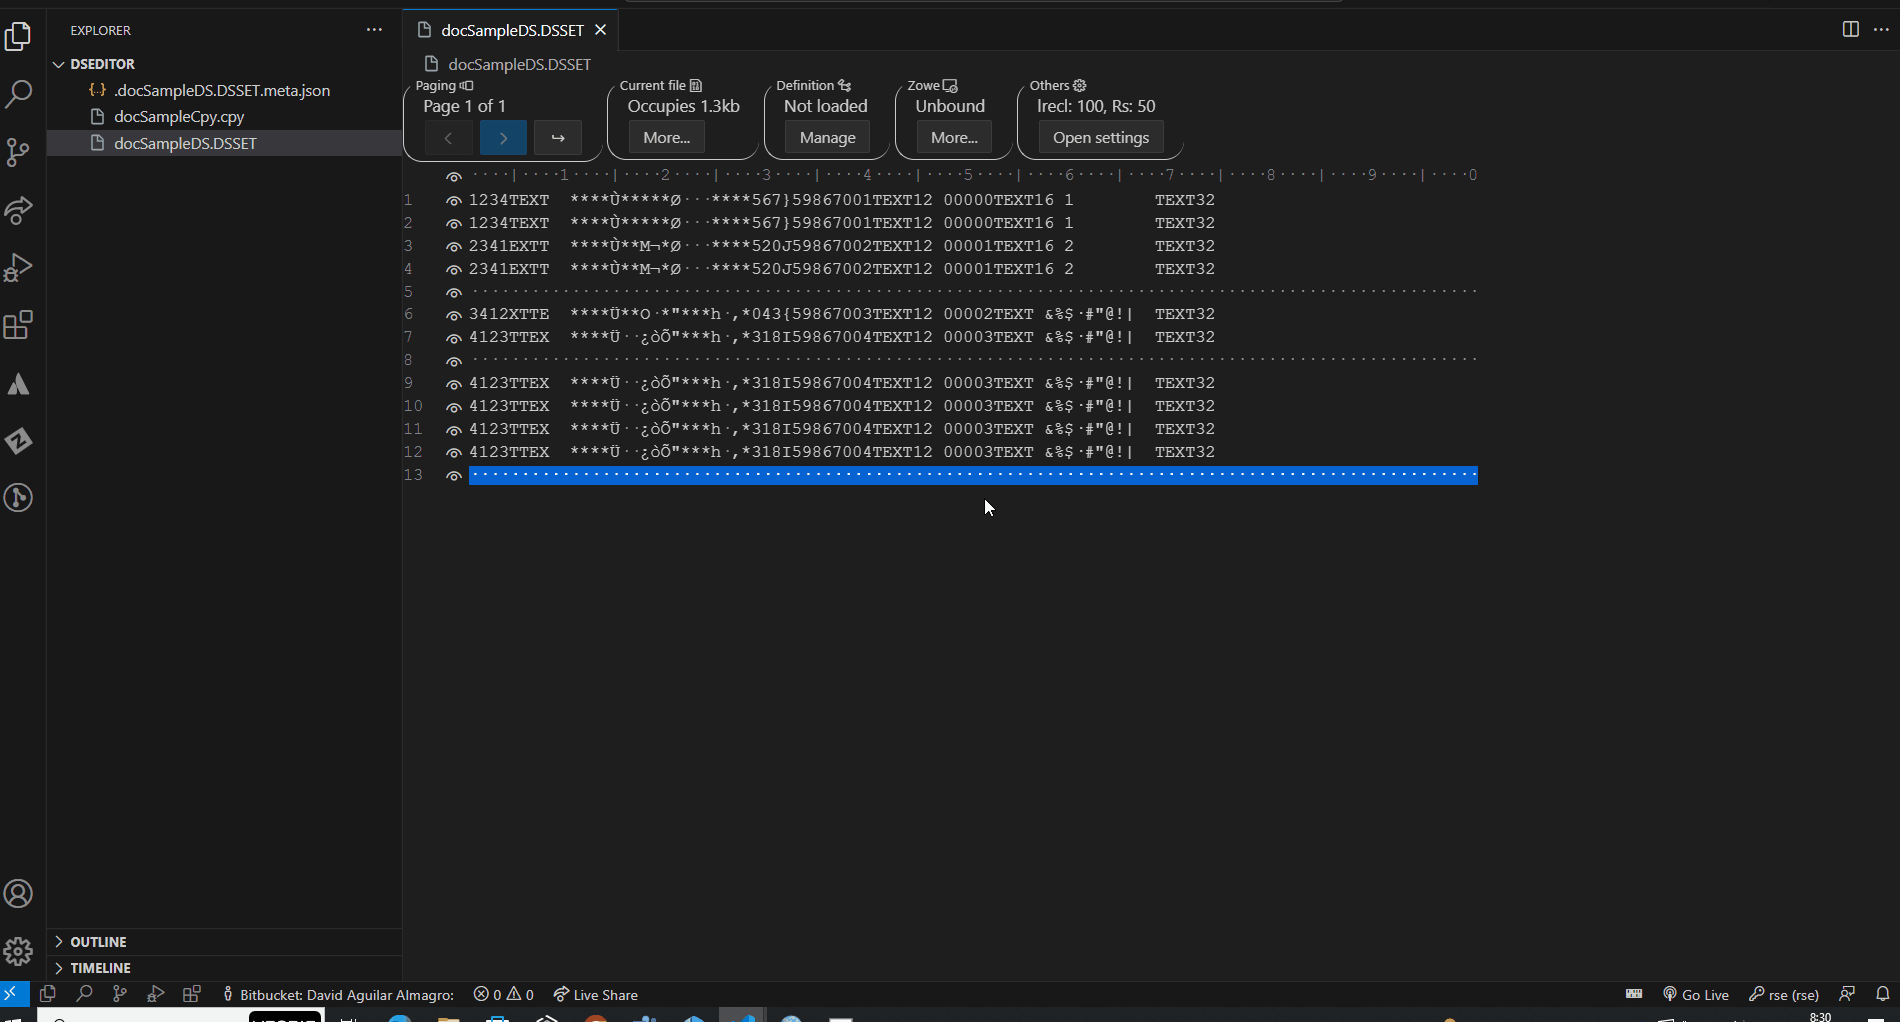 EXPLORER
DSEDITOR
.docSampleDS.DSSET.meta.json
docSampleCpy.cpy
docSampleDS.DSSET
OUTLINE
TIMELINE
docSampleDS.DSSET
docSampleDS.DSSET
Paging
Page 1 of 1
Current file
Occupies 1.3kb
More...
Definition
Not loaded
Manage
Zowe
Unbound
More...
Others
lrecl: 100, Rs: 50
Open settings
····|····1····|····2····|····3····|····4····|····5····|····6····|····7····|····8····|····9····|····0
1 1234TEXT  ****Ù*****Ø···****567}59867001TEXT12 00000TEXT16 1        TEXT32
2 1234TEXT  ****Ù*****Ø···****567}59867001TEXT12 00000TEXT16 1        TEXT32
3 2341EXTT  ****Ù**M¬*Ø···****520J59867002TEXT12 00001TEXT16 2        TEXT32
4 2341EXTT  ****Ù**M¬*Ø···****520J59867002TEXT12 00001TEXT16 2        TEXT32
5 ····································································································
6 3412XTTE  ****Ü**O·*"***h·,*043{59867003TEXT12 00002TEXT &%$·#"@!|  TEXT32
7 4123TTEX  ****Ü··¿òÕ"***h·,*318I59867004TEXT12 00003TEXT &%$·#"@!|  TEXT32
8 ····································································································
9 4123TTEX  ****Ü··¿òÕ"***h·,*318I59867004TEXT12 00003TEXT &%$·#"@!|  TEXT32
10 4123TTEX  ****Ü··¿òÕ"***h·,*318I59867004TEXT12 00003TEXT &%$·#"@!|  TEXT32
11 4123TTEX  ****Ü··¿òÕ"***h·,*318I59867004TEXT12 00003TEXT &%$·#"@!|  TEXT32
12 4123TTEX  ****Ü··¿òÕ"***h·,*318I59867004TEXT12 00003TEXT &%$·#"@!|  TEXT32
13 ····································································································
Bitbucket: David Aguilar Almagro: 0 0 Live Share Go Live rse (rse)
8:30